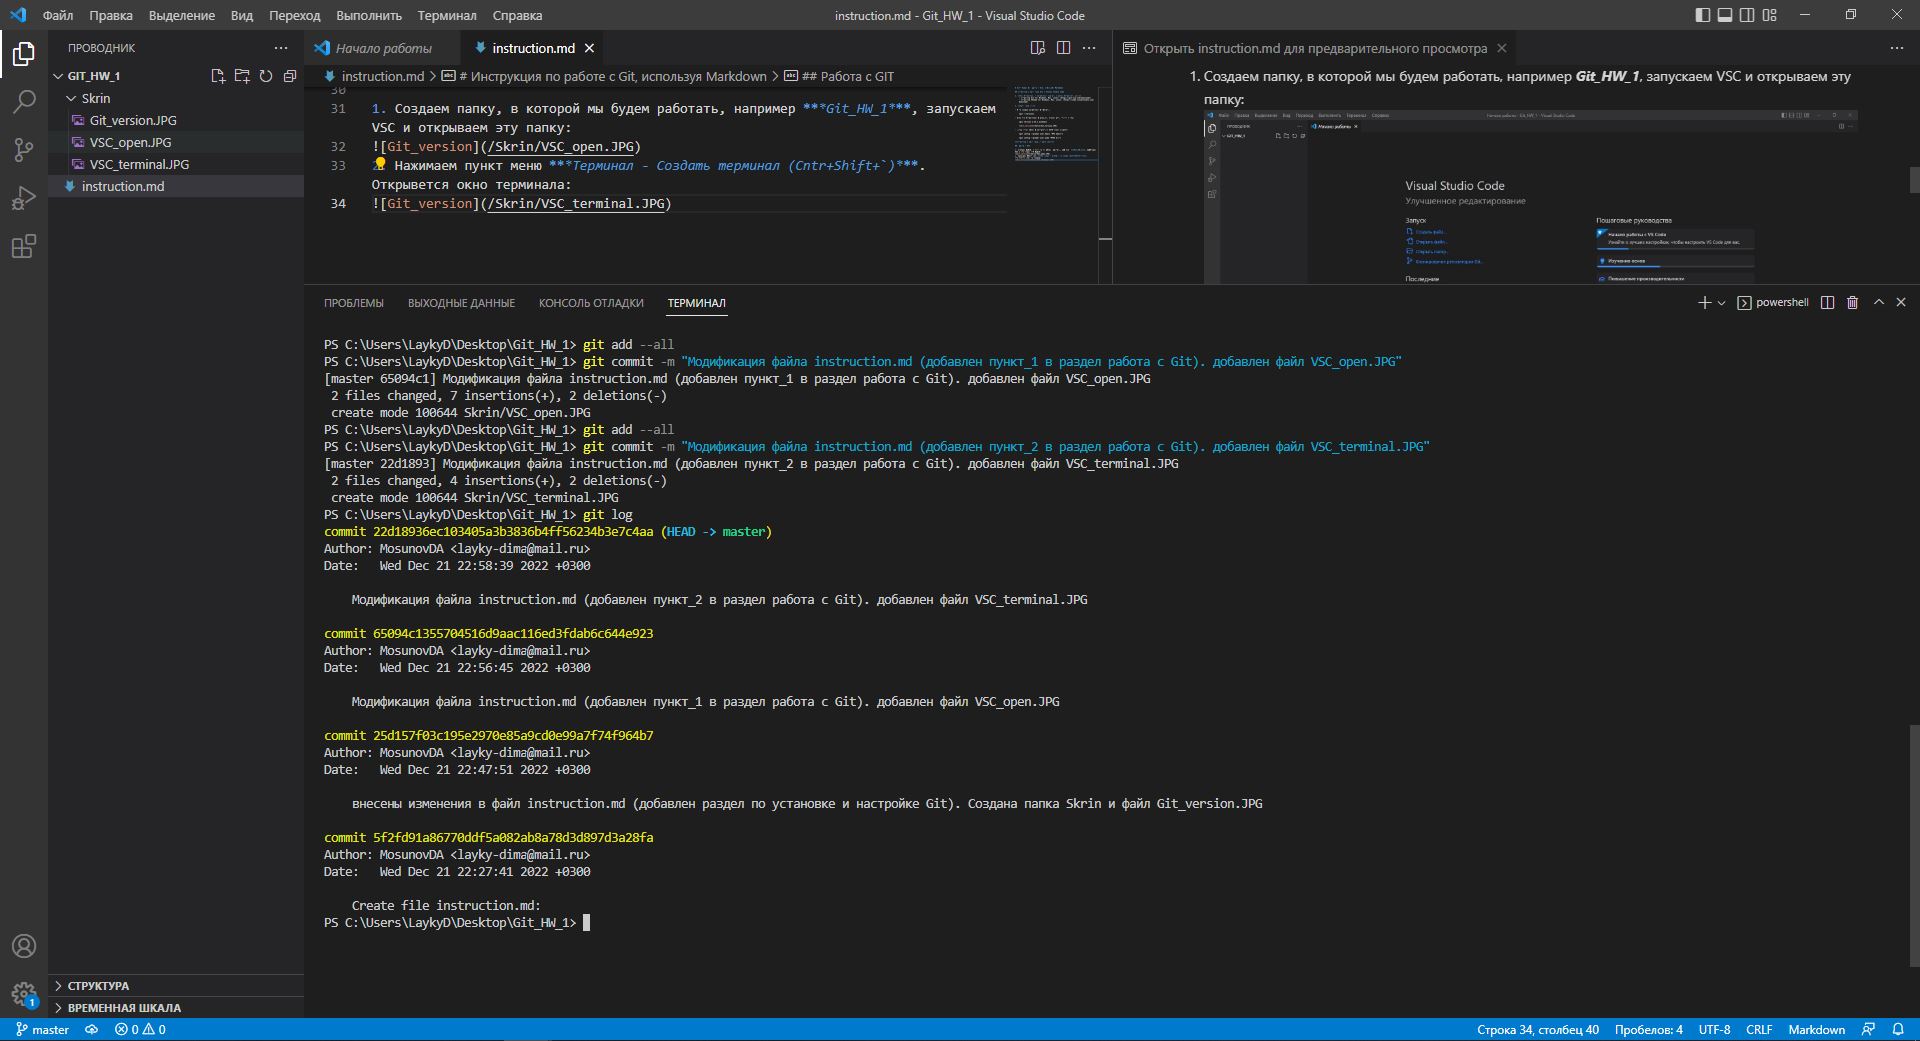 Файл Правка Выделение Вид Переход Выполнить Терминал Справка
instruction.md - Git_HW_1 - Visual Studio Code
ПРОВОДНИК
GIT_HW_1
Skrin
Git_version.JPG
VSC_open.JPG
VSC_terminal.JPG
instruction.md
СТРУКТУРА
ВРЕМЕННАЯ ШКАЛА
Начало работы
instruction.md
instruction.md > # Инструкция по работе с Git, используя Markdown > ## Работа с GIT
30
31 1. Создаем папку, в которой мы будем работать, например ***Git_HW_1***, запускаем
VSC и открываем эту папку:
32 ![Git_version](/Skrin/VSC_open.JPG)
33 Нажимаем пункт меню ***Терминал - Создать терминал (Cntr+Shift+`)***.
Открывется окно терминала:
34 ![Git_version](/Skrin/VSC_terminal.JPG)
Открыть instruction.md для предварительного просмотра
1. Создаем папку, в которой мы будем работать, например Git_HW_1, запускаем VSC и открываем эту
папку:
Visual Studio Code
Улучшенное редактирование
Запуск
Последние
Пошаговые руководства
Начало работы с VS Code
Изучение основ
Повышение производительности
ПРОБЛЕМЫ ВЫХОДНЫЕ ДАННЫЕ КОНСОЛЬ ОТЛАДКИ ТЕРМИНАЛ
powershell
PS C:\Users\LaykyD\Desktop\Git_HW_1> git add --all
PS C:\Users\LaykyD\Desktop\Git_HW_1> git commit -m "Модификация файла instruction.md (добавлен пункт_1 в раздел работа с Git). добавлен файл VSC_open.JPG"
[master 65094c1] Модификация файла instruction.md (добавлен пункт_1 в раздел работа с Git). добавлен файл VSC_open.JPG
2 files changed, 7 insertions(+), 2 deletions(-)
create mode 100644 Skrin/VSC_open.JPG
PS C:\Users\LaykyD\Desktop\Git_HW_1> git add --all
PS C:\Users\LaykyD\Desktop\Git_HW_1> git commit -m "Модификация файла instruction.md (добавлен пункт_2 в раздел работа с Git). добавлен файл VSC_terminal.JPG"
[master 22d1893] Модификация файла instruction.md (добавлен пункт_2 в раздел работа с Git). добавлен файл VSC_terminal.JPG
2 files changed, 4 insertions(+), 2 deletions(-)
create mode 100644 Skrin/VSC_terminal.JPG
PS C:\Users\LaykyD\Desktop\Git_HW_1> git log
commit 22d18936ec103405a3b3836b4ff56234b3e7c4aa (HEAD -> master)
Author: MosunovDA <layky-dima@mail.ru>
Date: Wed Dec 21 22:58:39 2022 +0300
Модификация файла instruction.md (добавлен пункт_2 в раздел работа с Git). добавлен файл VSC_terminal.JPG
commit 65094c1355704516d9aac116ed3fdab6c644e923
Author: MosunovDA <layky-dima@mail.ru>
Date: Wed Dec 21 22:56:45 2022 +0300
Модификация файла instruction.md (добавлен пункт_1 в раздел работа с Git). добавлен файл VSC_open.JPG
commit 25d157f03c195e2970e85a9cd0e99a7f74f964b7
Author: MosunovDA <layky-dima@mail.ru>
Date: Wed Dec 21 22:47:51 2022 +0300
внесены изменения в файл instruction.md (добавлен раздел по установке и настройке Git). Создана папка Skrin и файл Git_version.JPG
commit 5f2fd91a86770ddf5a082ab8a78d3d897d3a28fa
Author: MosunovDA <layky-dima@mail.ru>
Date: Wed Dec 21 22:27:41 2022 +0300
Create file instruction.md:
PS C:\Users\LaykyD\Desktop\Git_HW_1>
1
master 0 0
Строка 34, столбец 40 Пробелов: 4 UTF-8 CRLF Markdown